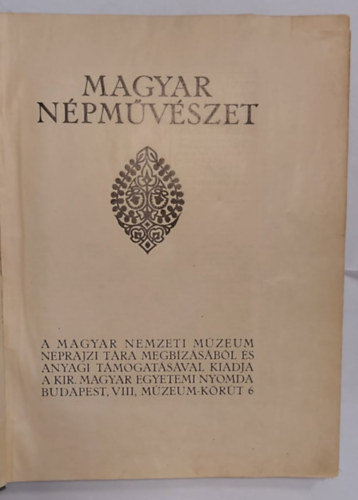 MAGYAR
NÉPMŰVÉSZET
A MAGYAR NEMZETI MÚZEUM
NÉPRAJZI TÁRA MEGBÍZÁSÁBÓL ÉS
ANYAGI TÁMOGATÁSÁVAL KIADJA
A KIR. MAGYAR EGYETEMI NYOMDA
BUDAPEST, VIII, MÚZEUM-KÖRÚT 6